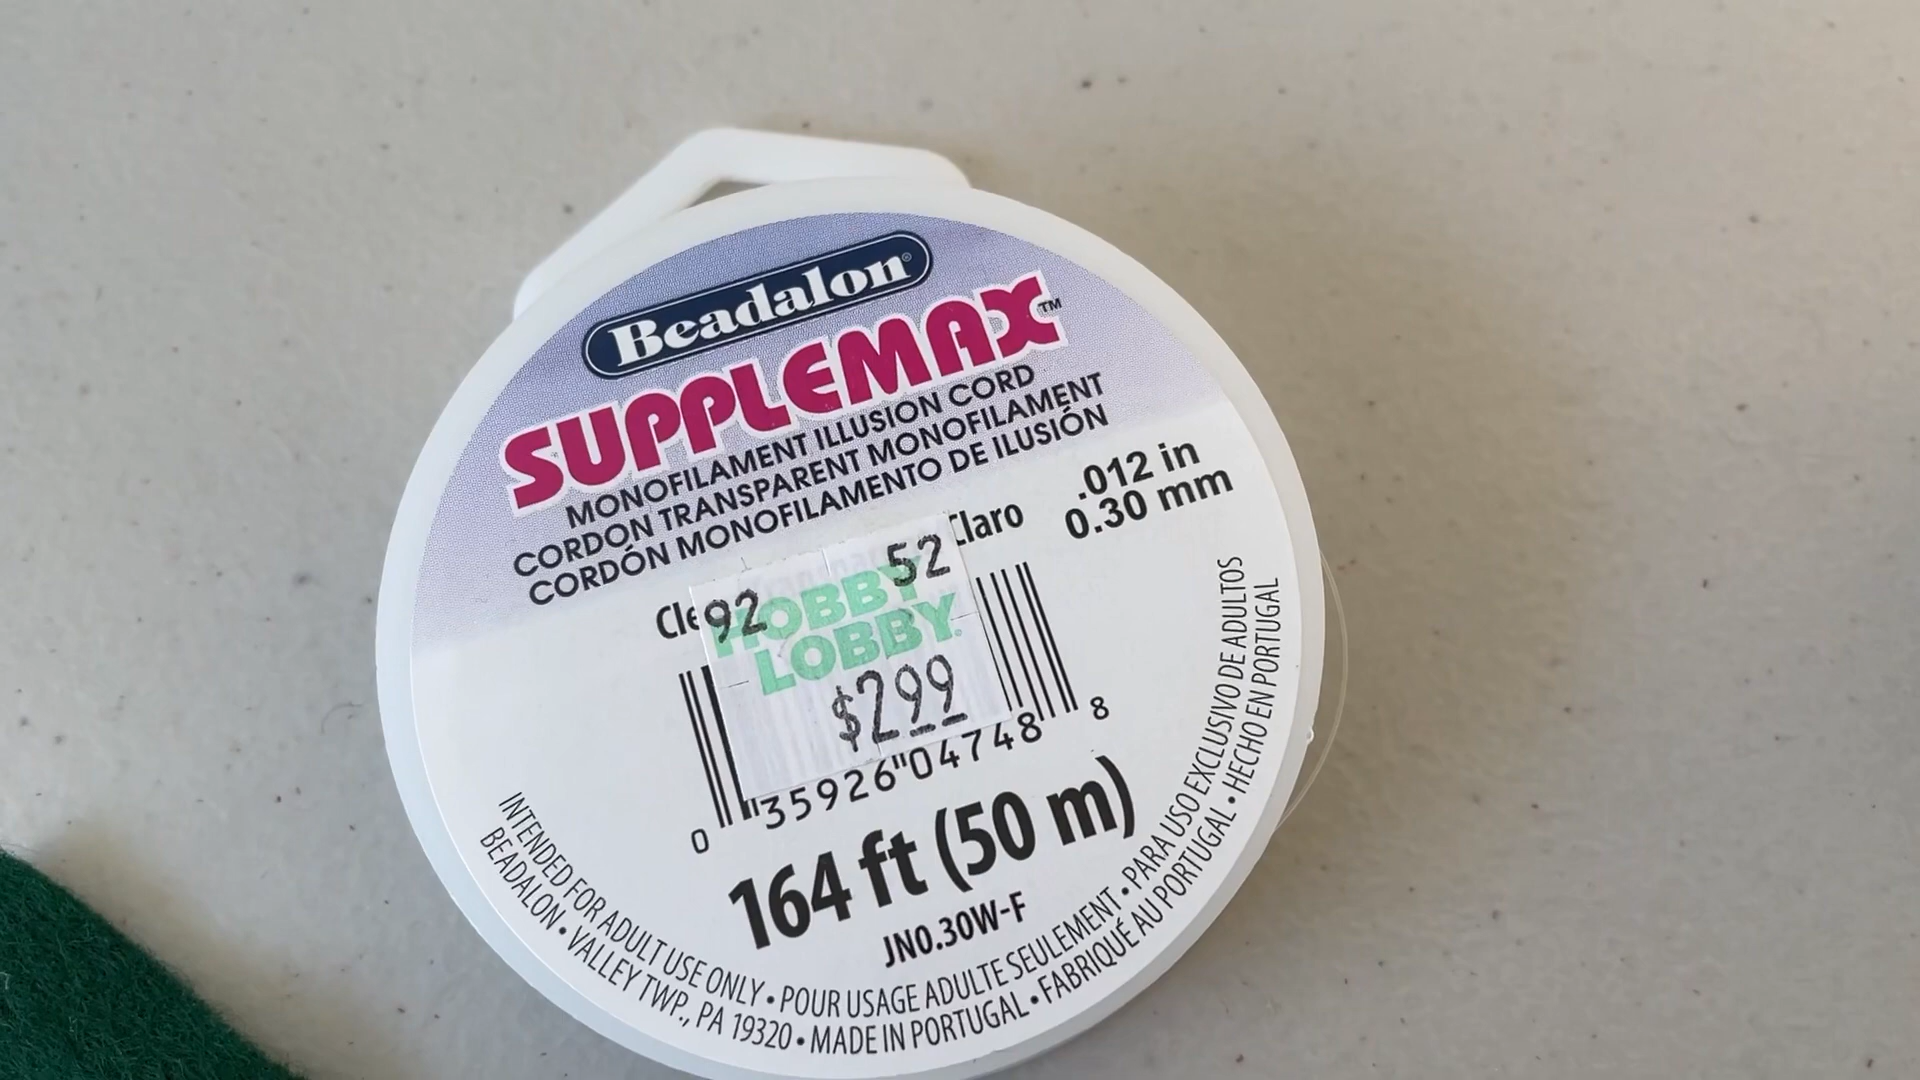 Beadalon®
SUPPLEMAX™
MONOFILAMENT ILLUSION CORD
CORDON TRANSPARENT MONOFILAMENT
CORDÓN MONOFILAMENTO DE ILUSIÓN
.012 in
0.30 mm
Claro
92 52
HOBBY
LOBBY.
$2.99
0 35926"04748 8
164 ft (50 m)
JN0.30W-F
INTENDED FOR ADULT USE ONLY • POUR USAGE ADULTE SEULEMENT • PARA USO EXCLUSIVO DE ADULTOS
BEADALON • VALLEY TWP., PA 19320 • MADE IN PORTUGAL • FABRIQUÉ AU PORTUGAL • HECHO EN PORTUGAL